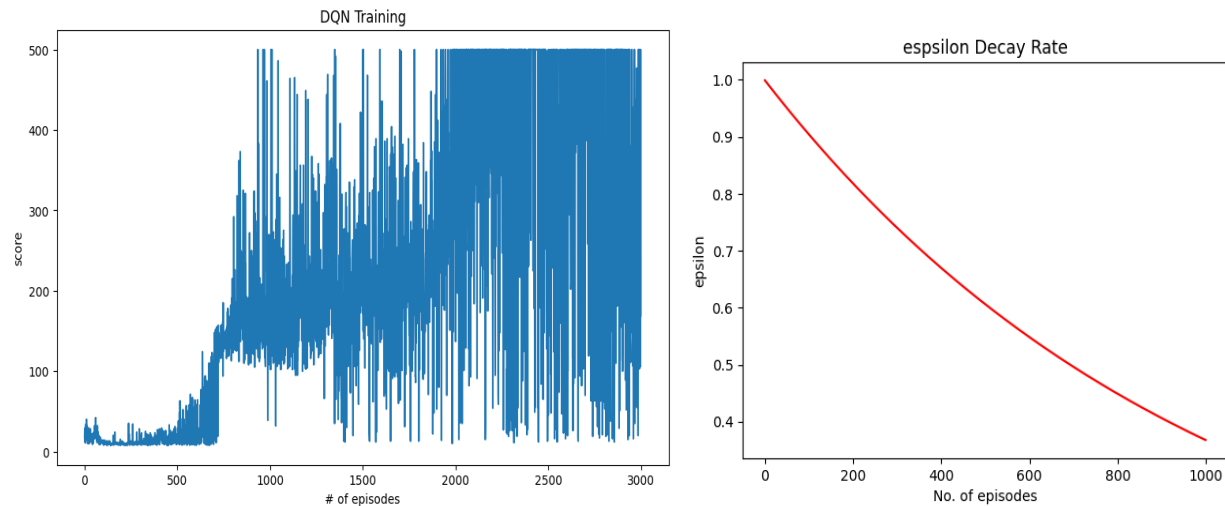 DQN Training
500
400
300
200
100
0
score
0 500 1000 1500 2000 2500 3000
# of episodes
espsilon Decay Rate
1.0
0.9
0.8
0.7
0.6
0.5
0.4
epsilon
0 200 400 600 800 1000
No. of episodes